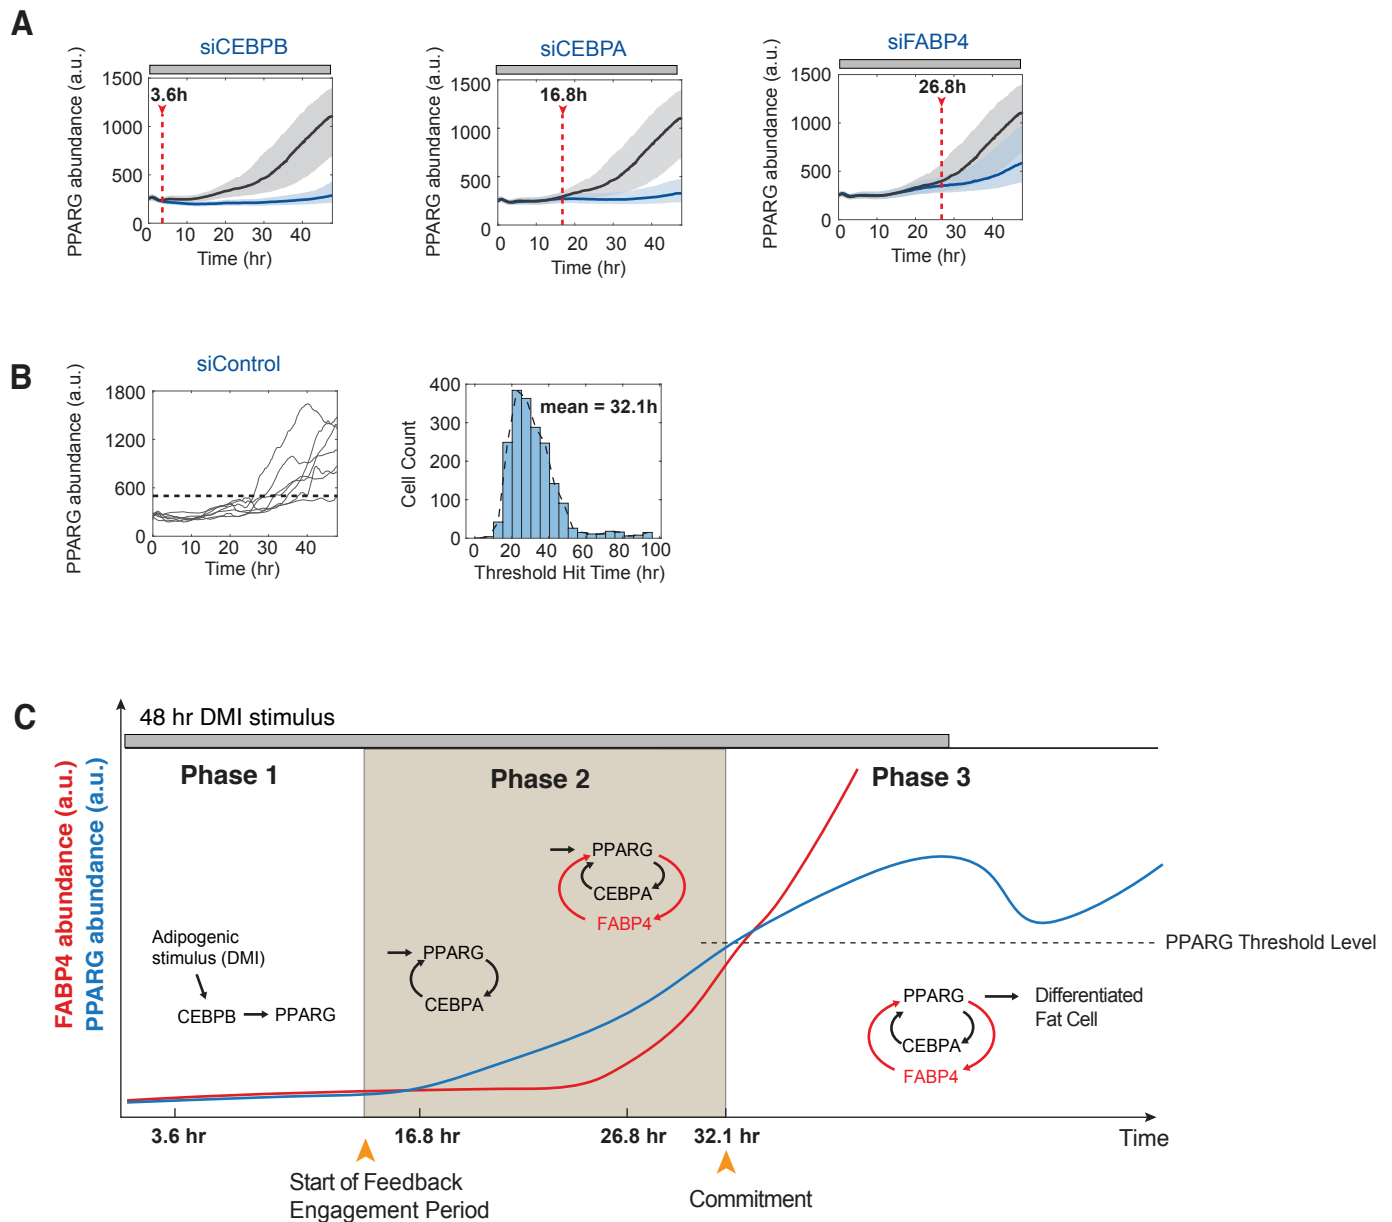 A
siCEBPB
PPARG abundance (a.u.)
1500
1000
500
0
3.6h
0 10 20 30 40
Time (hr)
siCEBPA
PPARG abundance (a.u.)
1500
1000
500
0
16.8h
0 10 20 30 40
Time (hr)
siFABP4
PPARG abundance (a.u.)
1500
1000
500
0
26.8h
0 10 20 30 40
Time (hr)
B
siControl
PPARG abundance (a.u.)
1800
1200
600
0
0 10 20 30 40
Time (hr)
Cell Count
400
300
200
100
0
mean = 32.1h
0 20 40 60 80 100
Threshold Hit Time (hr)
C
48 hr DMI stimulus
FABP4 abundance (a.u.)
PPARG abundance (a.u.)
Phase 1
Phase 2
Phase 3
Adipogenic
stimulus (DMI)
CEBPB
PPARG
PPARG
CEBPA
PPARG
CEBPA
FABP4
PPARG Threshold Level
PPARG
CEBPA
FABP4
Differentiated
Fat Cell
3.6 hr
16.8 hr
26.8 hr
32.1 hr
Time
Start of Feedback
Engagement Period
Commitment